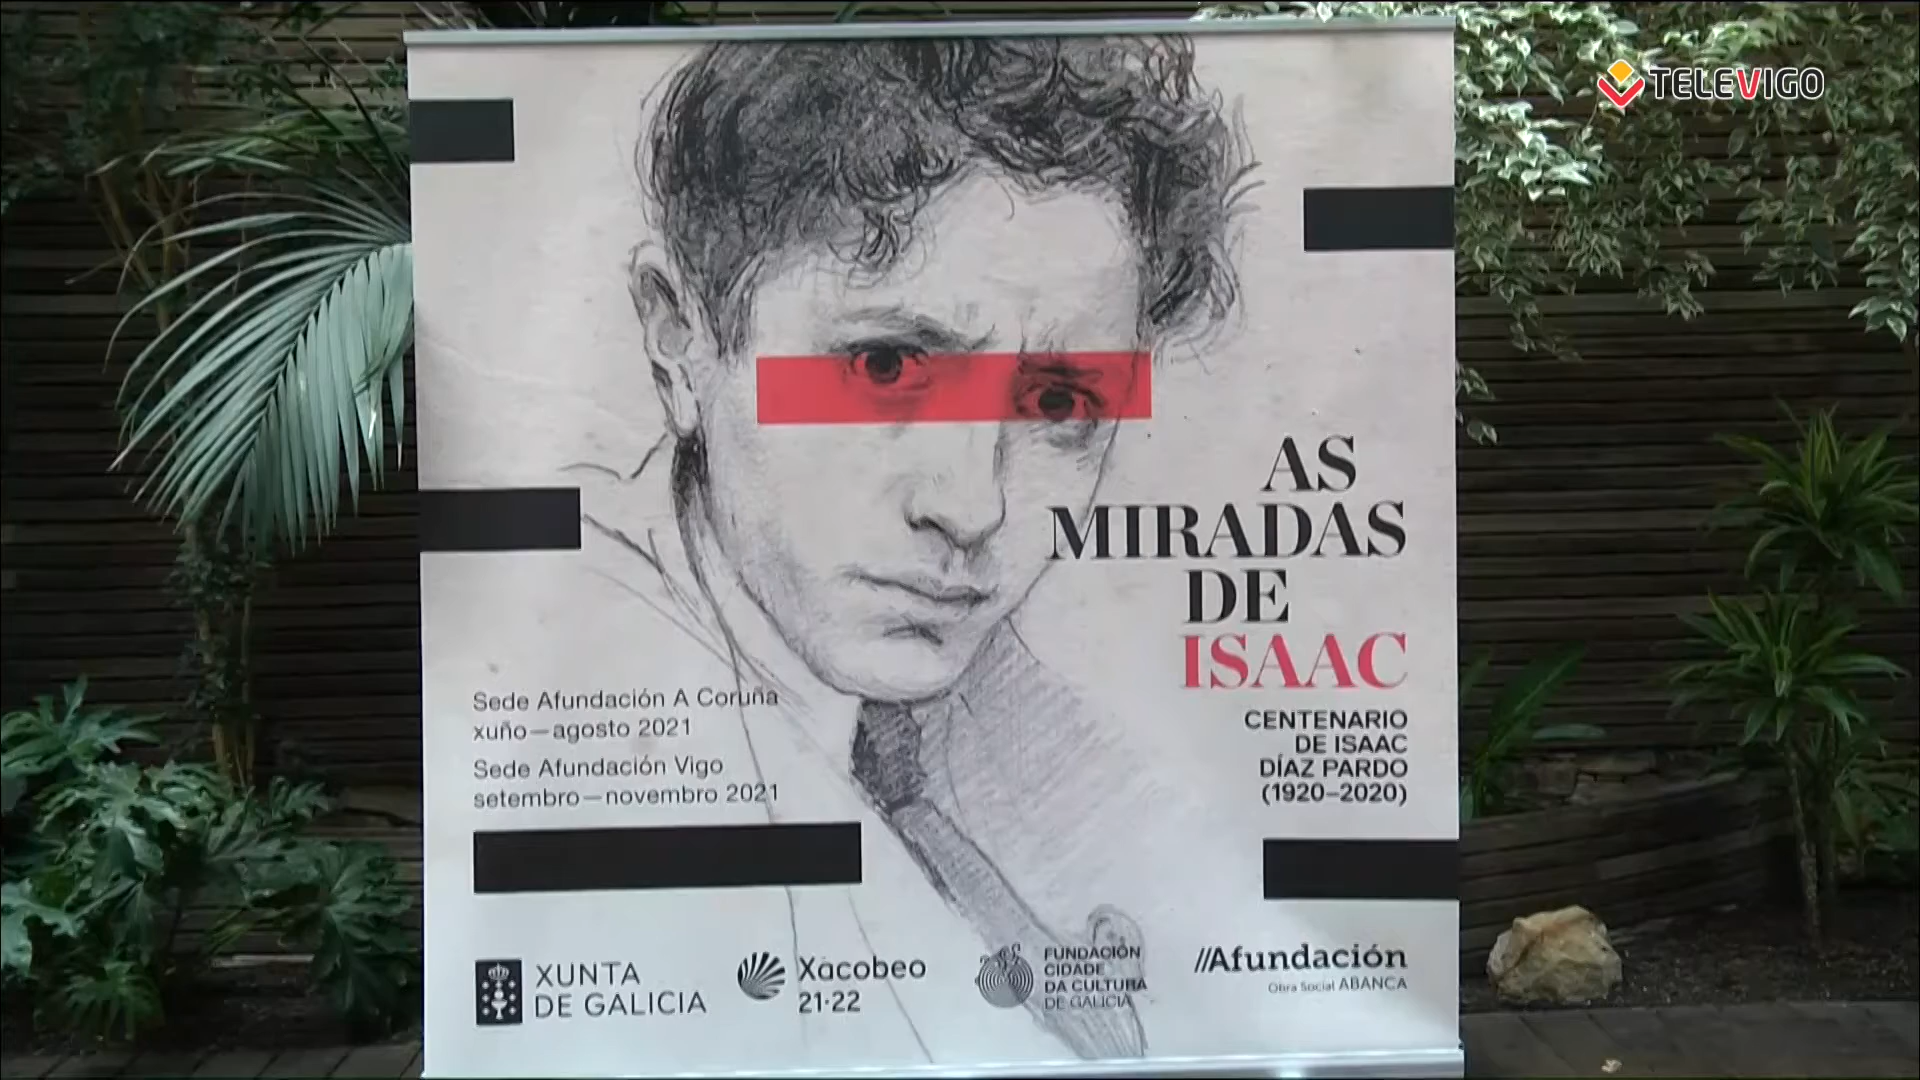 TELEVIGO
AS
MIRADAS
DE
ISAAC
CENTENARIO
DE ISAAC
DÍAZ PARDO
(1920–2020)
Sede Afundación A Coruña
xuño—agosto 2021
Sede Afundación Vigo
setembro—novembro 2021
XUNTA
DE GALICIA
Xacobeo
21·22
FUNDACIÓN
CIDADE
DA CULTURA
DE GALICIA
//Afundación
Obra Social ABANCA